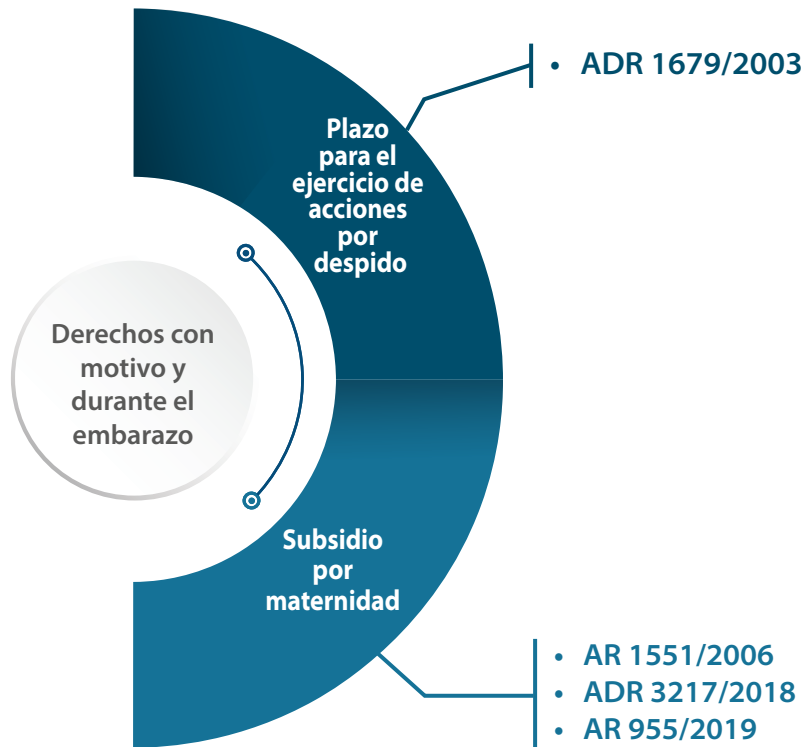 • ADR 1679/2003
Plazo
para el
ejercicio de
acciones
por
despido
Derechos con
motivo y
durante el
embarazo
Subsidio
por
maternidad
• AR 1551/2006
• ADR 3217/2018
• AR 955/2019